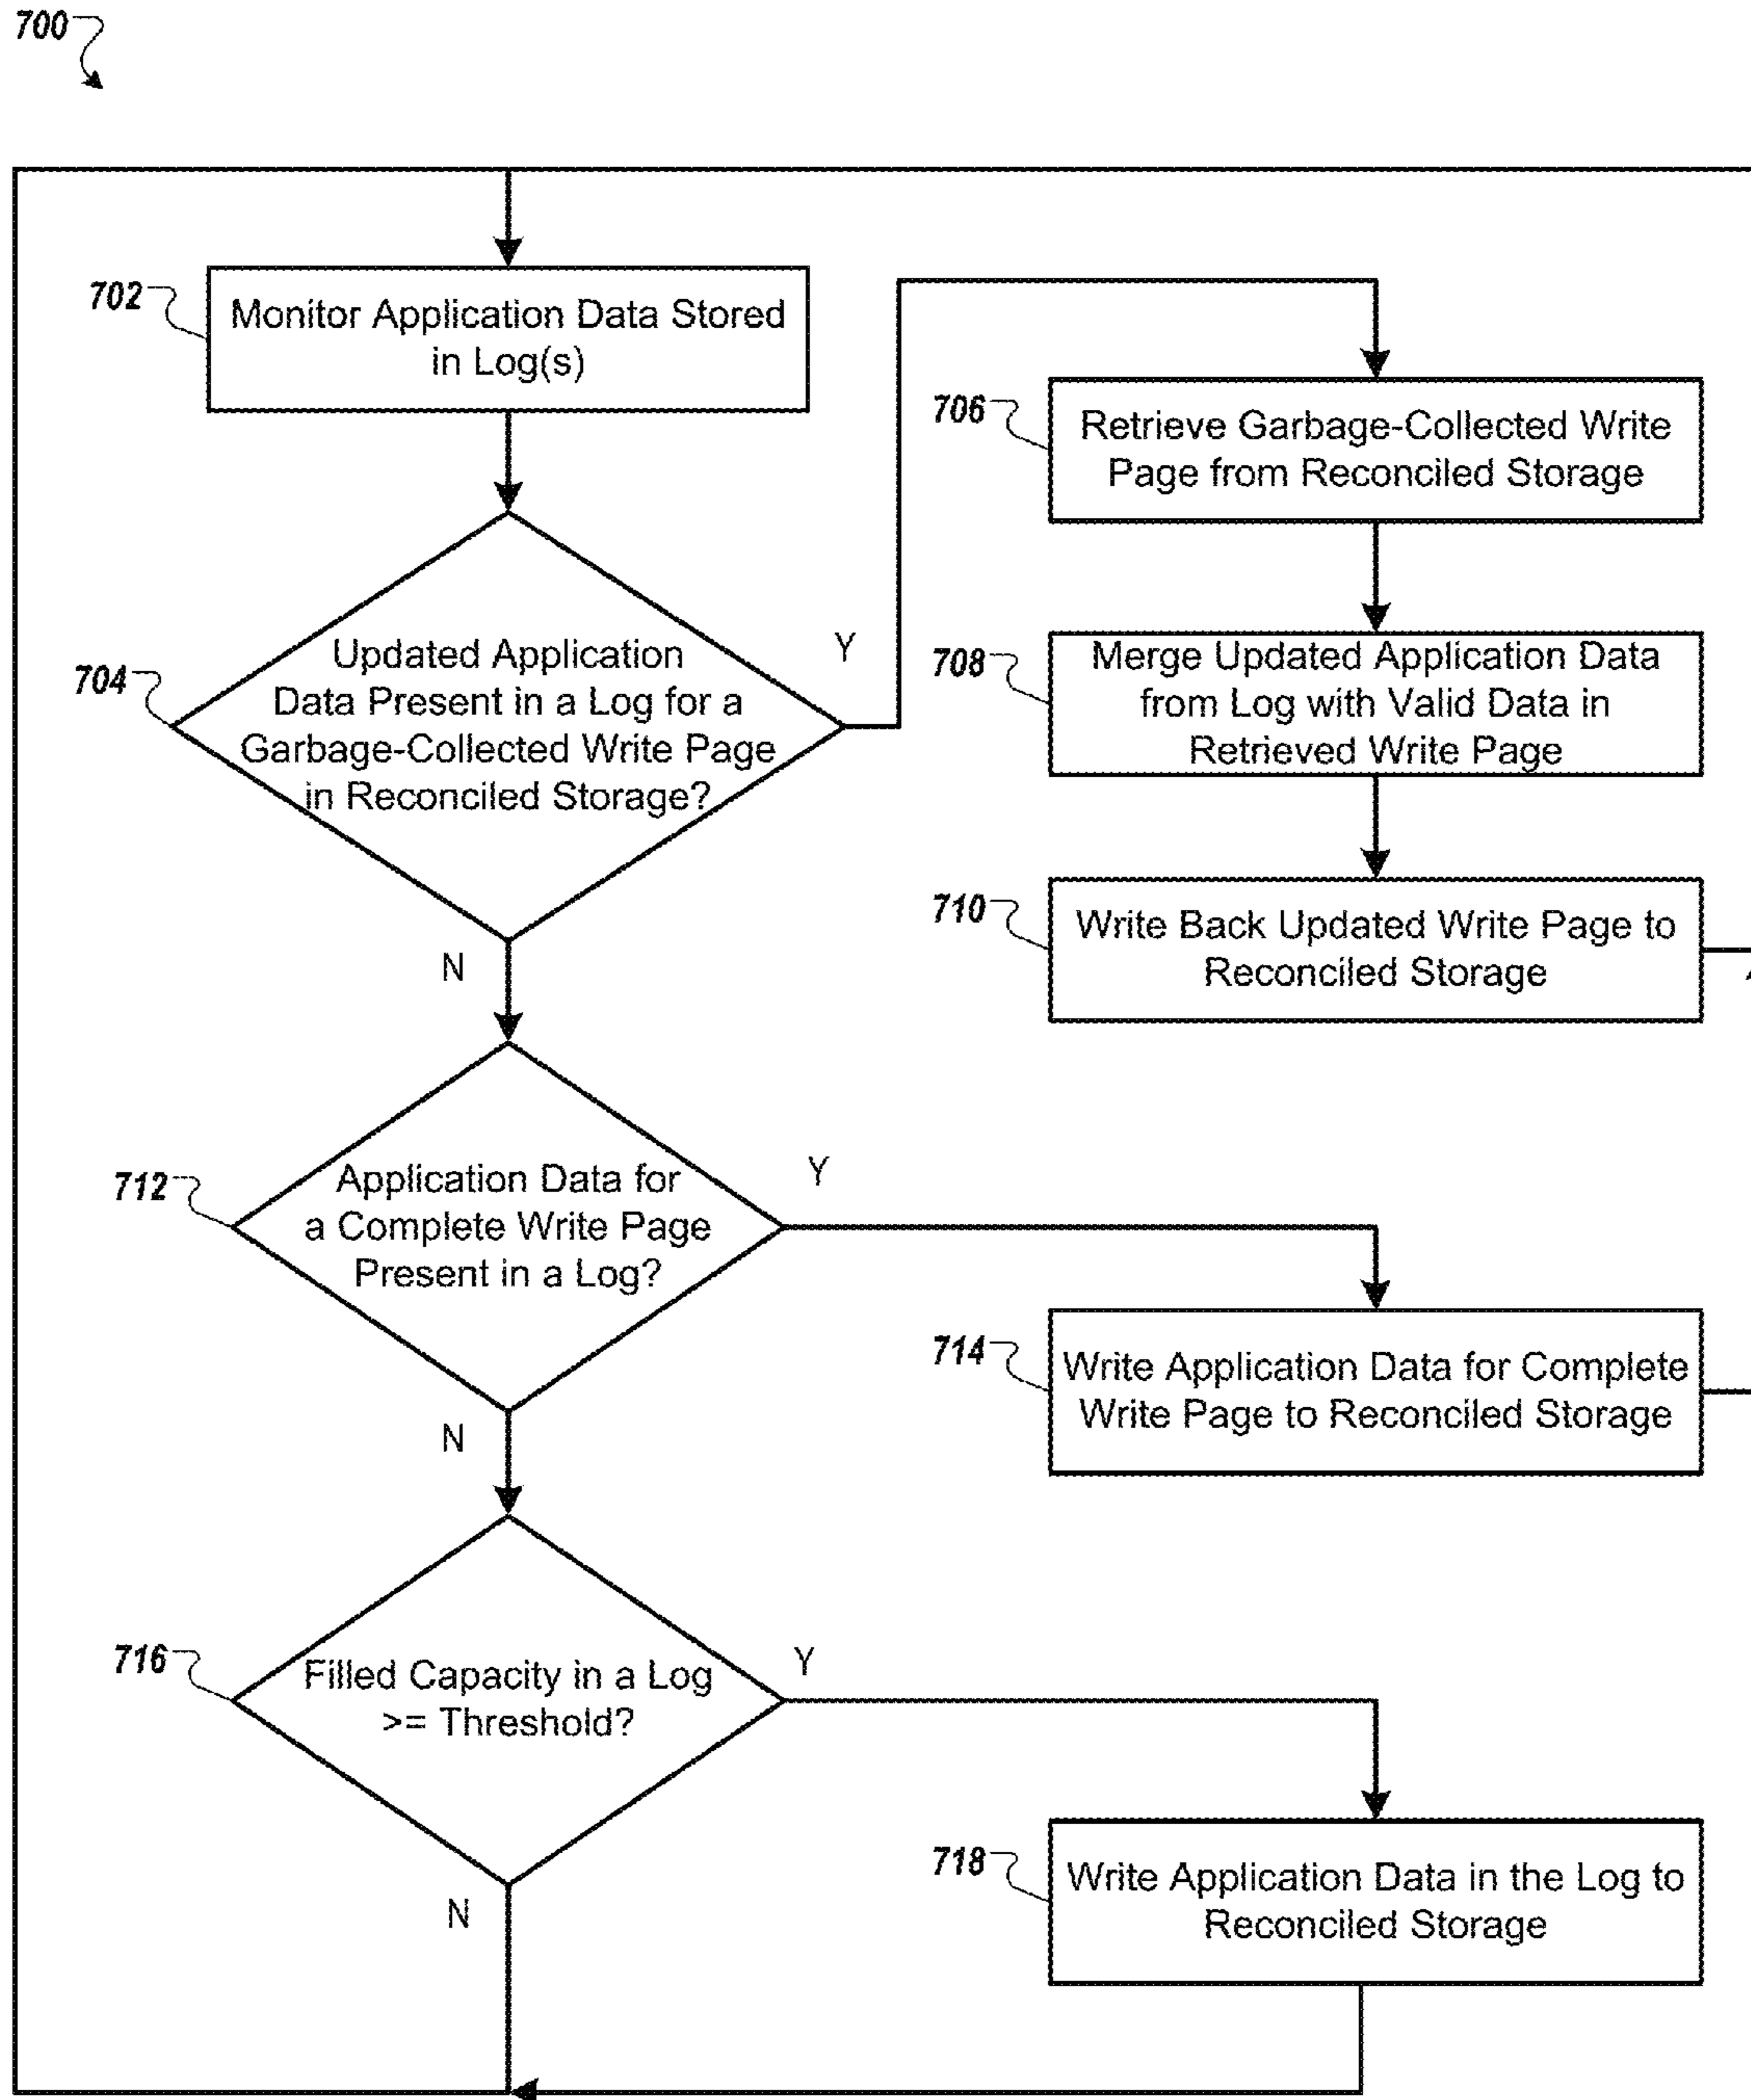 700
702
Monitor Application Data Stored
in Log(s)
704
Updated Application
Data Present in a Log for a
Garbage-Collected Write Page
in Reconciled Storage?
Y
N
706
Retrieve Garbage-Collected Write
Page from Reconciled Storage
708
Merge Updated Application Data
from Log with Valid Data in
Retrieved Write Page
710
Write Back Updated Write Page to
Reconciled Storage
712
Application Data for
a Complete Write Page
Present in a Log?
Y
N
714
Write Application Data for Complete
Write Page to Reconciled Storage
716
Filled Capacity in a Log
>= Threshold?
Y
N
718
Write Application Data in the Log to
Reconciled Storage